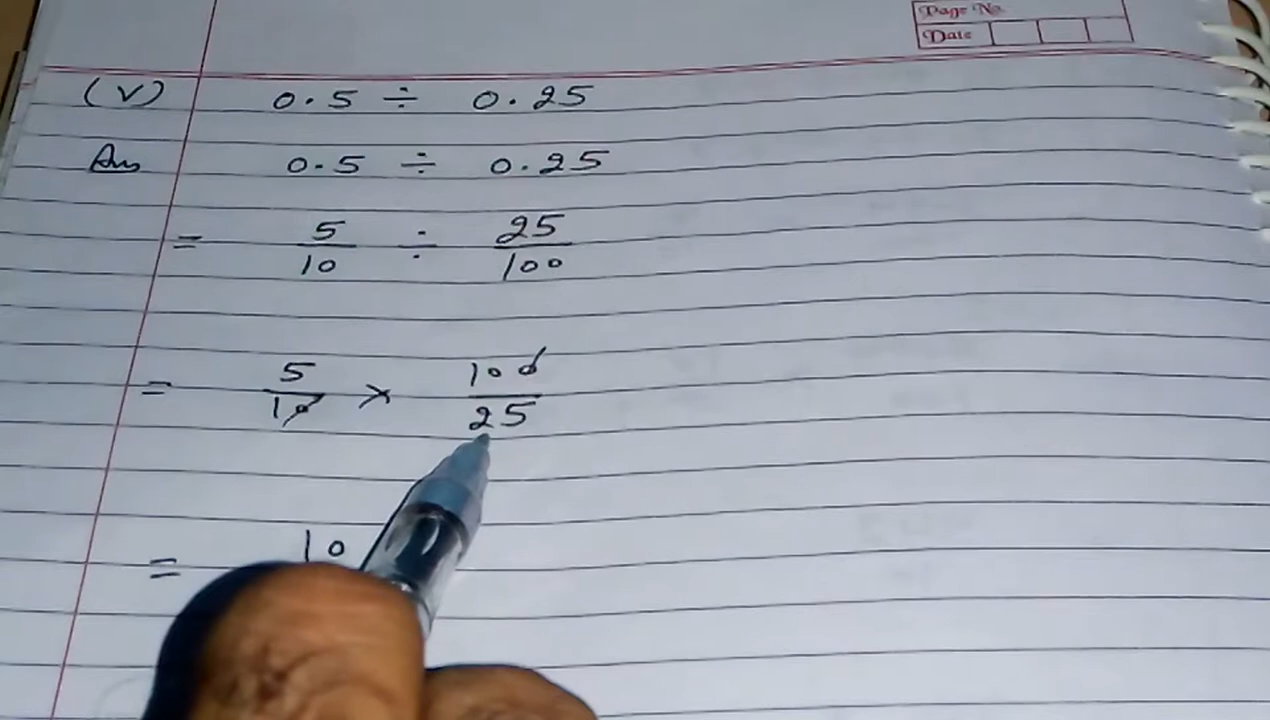 Page No.
Date
(V) 0.5 ÷ 0.25
Ans 0.5 ÷ 0.25
= 5/10 ÷ 25/100
= 5/10 × 100/25
= 10